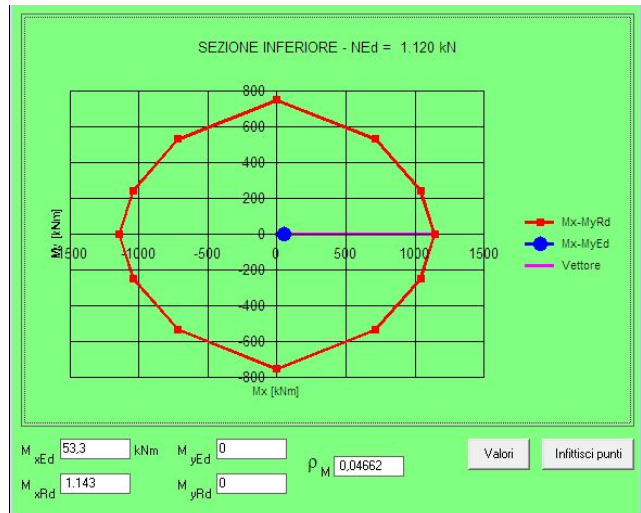 SEZIONE INFERIORE - NEd = 1.120 kN
800
600
400
200
0
-200
-400
-600
-800
-1500 -1000 -500 0 500 1000 1500
My [kNm]
Mx [kNm]
Mx-MyRd
Mx-MyEd
Vettore
M xEd 53,3 kNm M yEd 0
ρ M 0,04662
Valori Infittisci punti
M xRd 1.143 M yRd 0